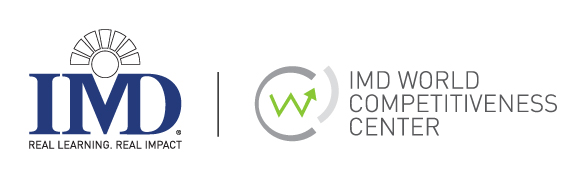 IMD®
REAL LEARNING. REAL IMPACT
IMD WORLD
COMPETITIVENESS
CENTER